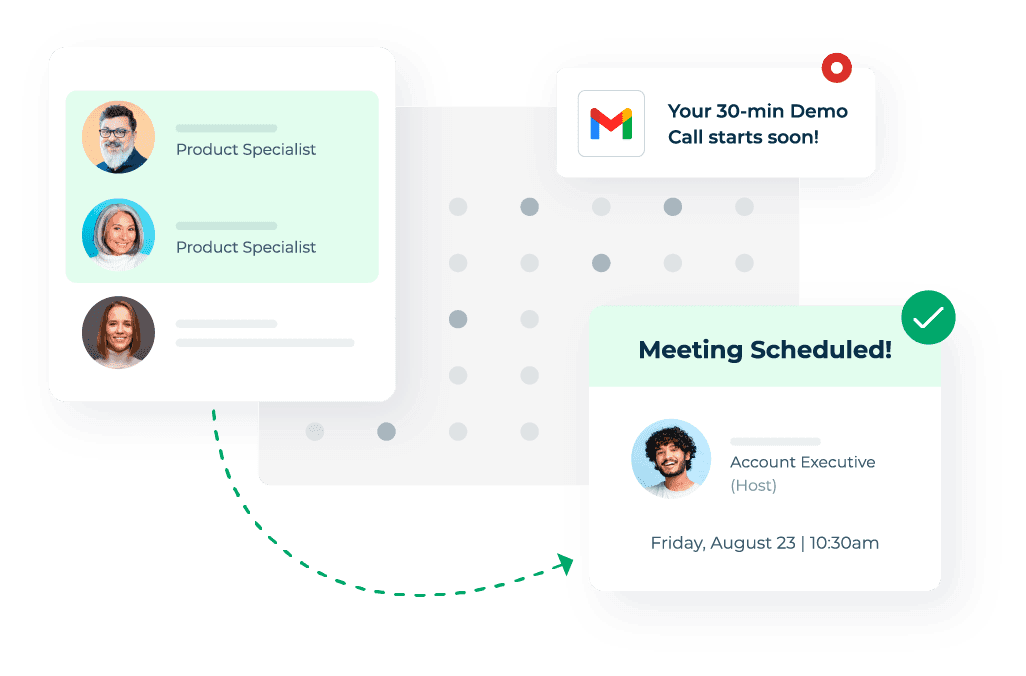 Product Specialist
Product Specialist
Your 30-min Demo
Call starts soon!
Meeting Scheduled!
Account Executive
(Host)
Friday, August 23 | 10:30am